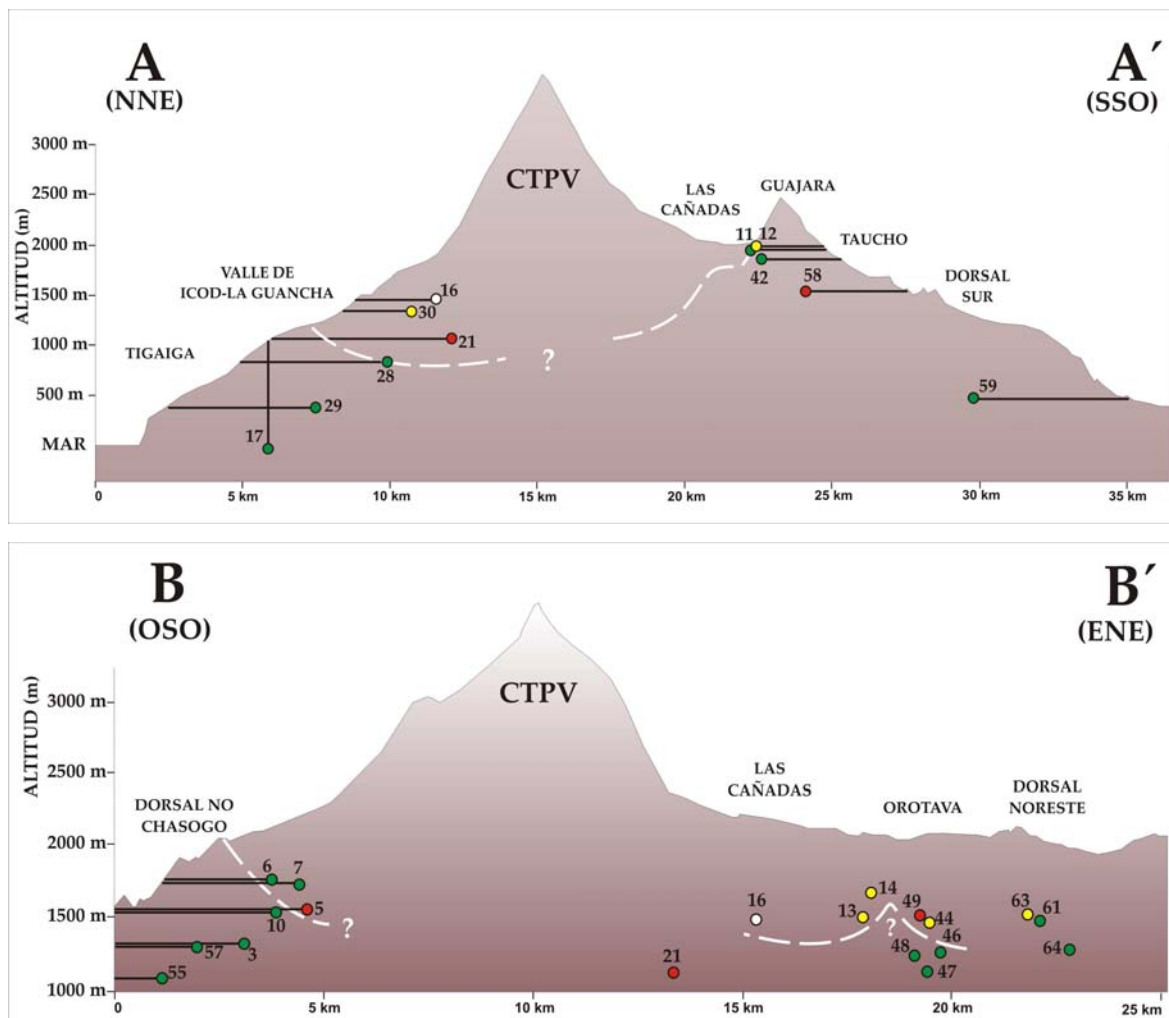 A
(NNE)
A´
(SSO)
3000 m
2500 m
2000 m
1500 m
1000 m
500 m
MAR
ALTITUD (m)
CTPV
LAS
CAÑADAS
GUAJARA
TAUCHO
DORSAL
SUR
VALLE DE
ICOD-LA GUANCHA
TIGAIGA
11 12
42
58
16
30
21
28
29
17
59
?
0
5 km
10 km
15 km
20 km
25 km
30 km
35 km
B
(OSO)
B´
(ENE)
3000 m
2500 m
2000 m
1500 m
1000 m
ALTITUD (m)
CTPV
DORSAL NO
CHASOGO
LAS
CAÑADAS
OROTAVA
DORSAL
NORESTE
6
7
5
10
3
57
55
?
16
21
14
13
49
44
?
48
46
47
63
61
64
0
5 km
10 km
15 km
20 km
25 km